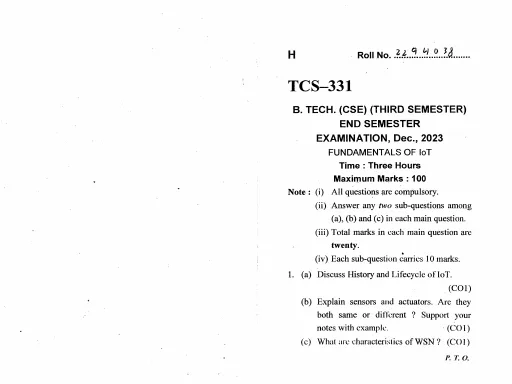 H Roll No. 2294038
TCS–331
B. TECH. (CSE) (THIRD SEMESTER)
END SEMESTER
EXAMINATION, Dec., 2023
FUNDAMENTALS OF IoT
Time : Three Hours
Maximum Marks : 100
Note : (i) All questions are compulsory.
(ii) Answer any two sub-questions among
(a), (b) and (c) in each main question.
(iii) Total marks in each main question are
twenty.
(iv) Each sub-question carries 10 marks.
1. (a) Discuss History and Lifecycle of IoT.
(CO1)
(b) Explain sensors and actuators. Are they
both same or different ? Support your
notes with example. (CO1)
(c) What are characteristics of WSN ? (CO1)
P. T. O.